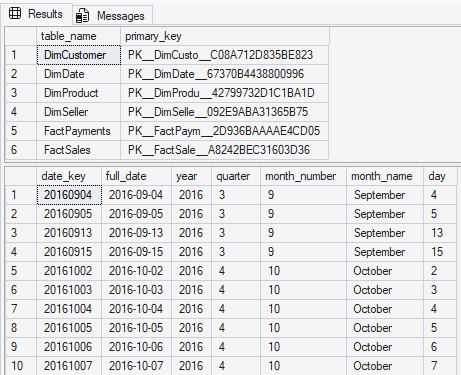 Results Messages
table_name primary_key
1 DimCustomer PK__DimCusto__C08A712D835BE823
2 DimDate PK__DimDate__67370B4438800996
3 DimProduct PK__DimProdu__42799732D1C1BA1D
4 DimSeller PK__DimSelle__092E9ABA31365B75
5 FactPayments PK__FactPaym__2D936BAAAAE4CD05
6 FactSales PK__FactSale__A8242BEC31603D36
date_key full_date year quarter month_number month_name day
1 20160904 2016-09-04 2016 3 9 September 4
2 20160905 2016-09-05 2016 3 9 September 5
3 20160913 2016-09-13 2016 3 9 September 13
4 20160915 2016-09-15 2016 3 9 September 15
5 20161002 2016-10-02 2016 4 10 October 2
6 20161003 2016-10-03 2016 4 10 October 3
7 20161004 2016-10-04 2016 4 10 October 4
8 20161005 2016-10-05 2016 4 10 October 5
9 20161006 2016-10-06 2016 4 10 October 6
10 20161007 2016-10-07 2016 4 10 October 7